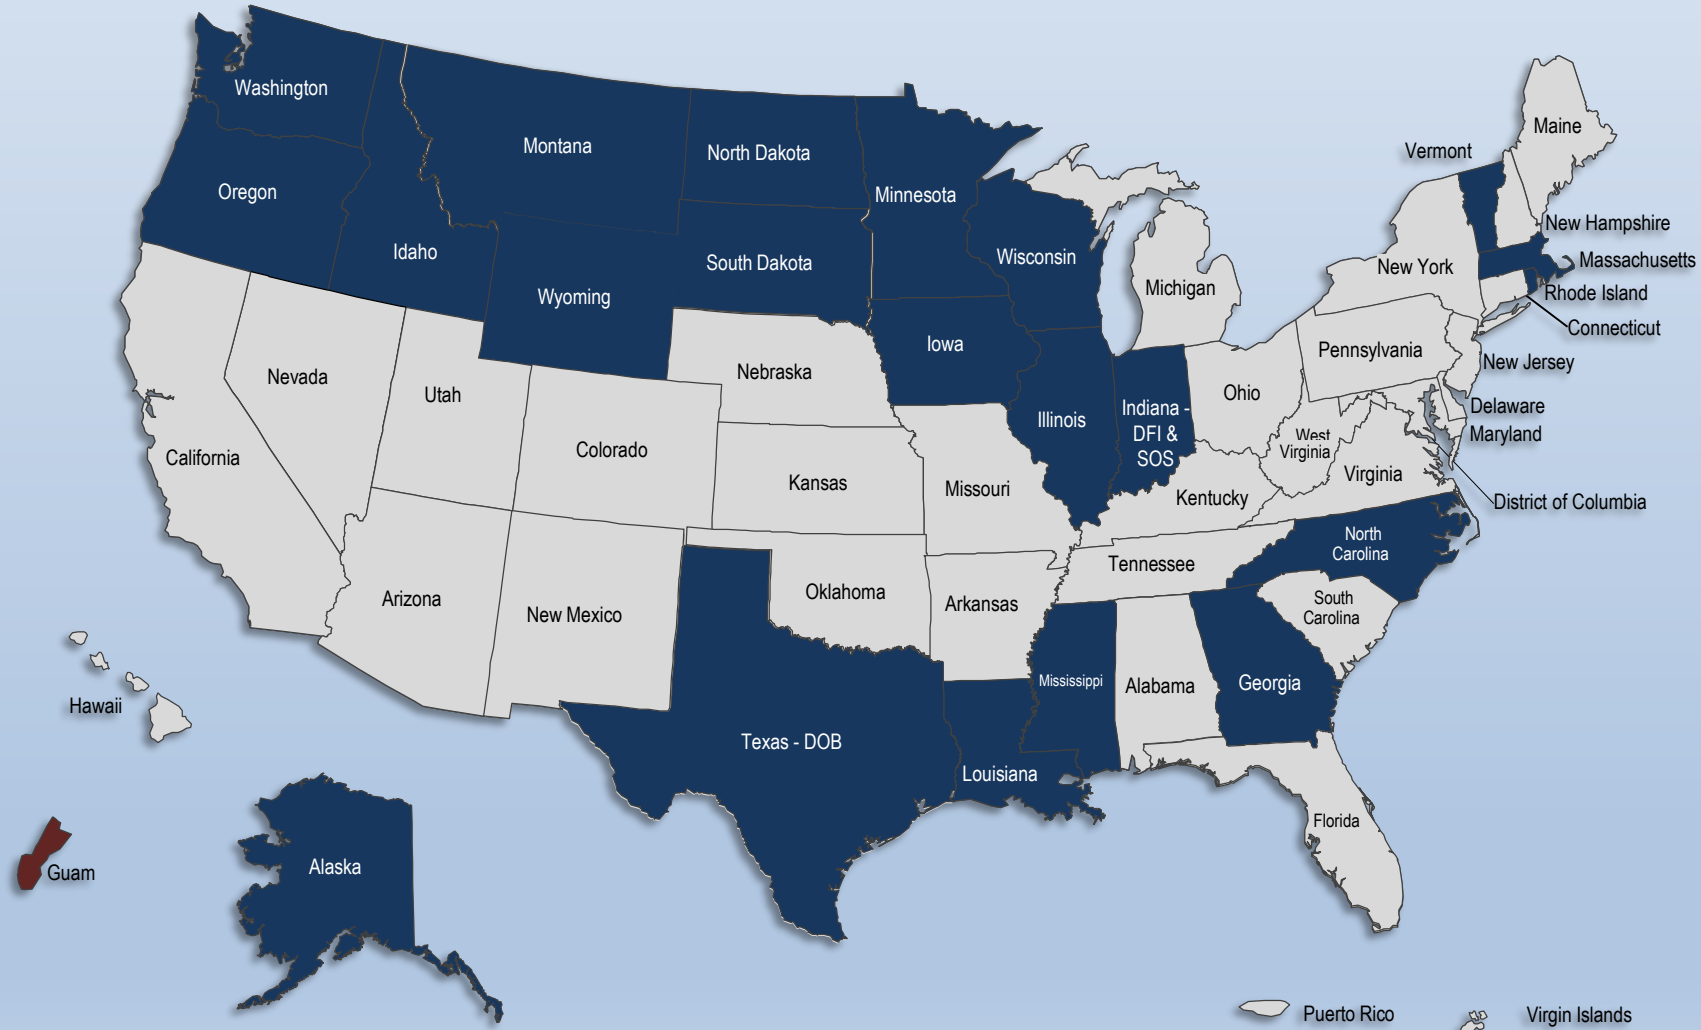 Washington
Montana
North Dakota
Minnesota
Oregon
Idaho
Wyoming
South Dakota
Wisconsin
Iowa
Michigan
Vermont
Maine
New Hampshire
Massachusetts
New York
Rhode Island
Connecticut
Pennsylvania
New Jersey
Delaware
Maryland
District of Columbia
California
Nevada
Utah
Colorado
Nebraska
Kansas
Missouri
Illinois
Indiana -
DFI &
SOS
Ohio
West
Virginia
Virginia
Kentucky
North
Carolina
Tennessee
South
Carolina
Arizona
New Mexico
Oklahoma
Arkansas
Texas - DOB
Louisiana
Mississippi
Alabama
Georgia
Florida
Hawaii
Guam
Alaska
Puerto Rico
Virgin Islands